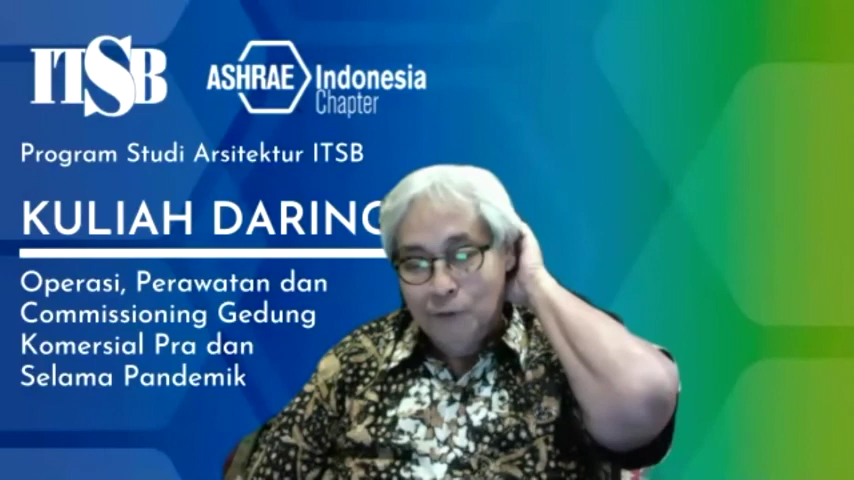 ITSB
ASHRAE Indonesia
Chapter
Program Studi Arsitektur ITSB
KULIAH DARING
Operasi, Perawatan dan
Commissioning Gedung
Komersial Pra dan
Selama Pandemik